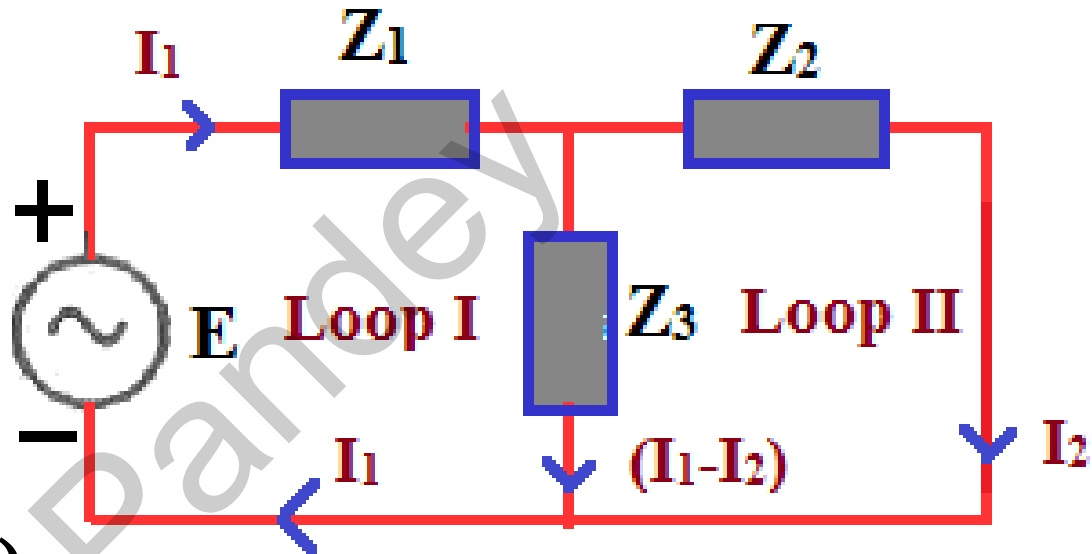 I₁ Z₁ Z₂
+
E Loop I Z₃ Loop II
−
I₁ (I₁-I₂) I₂
Pandey
)